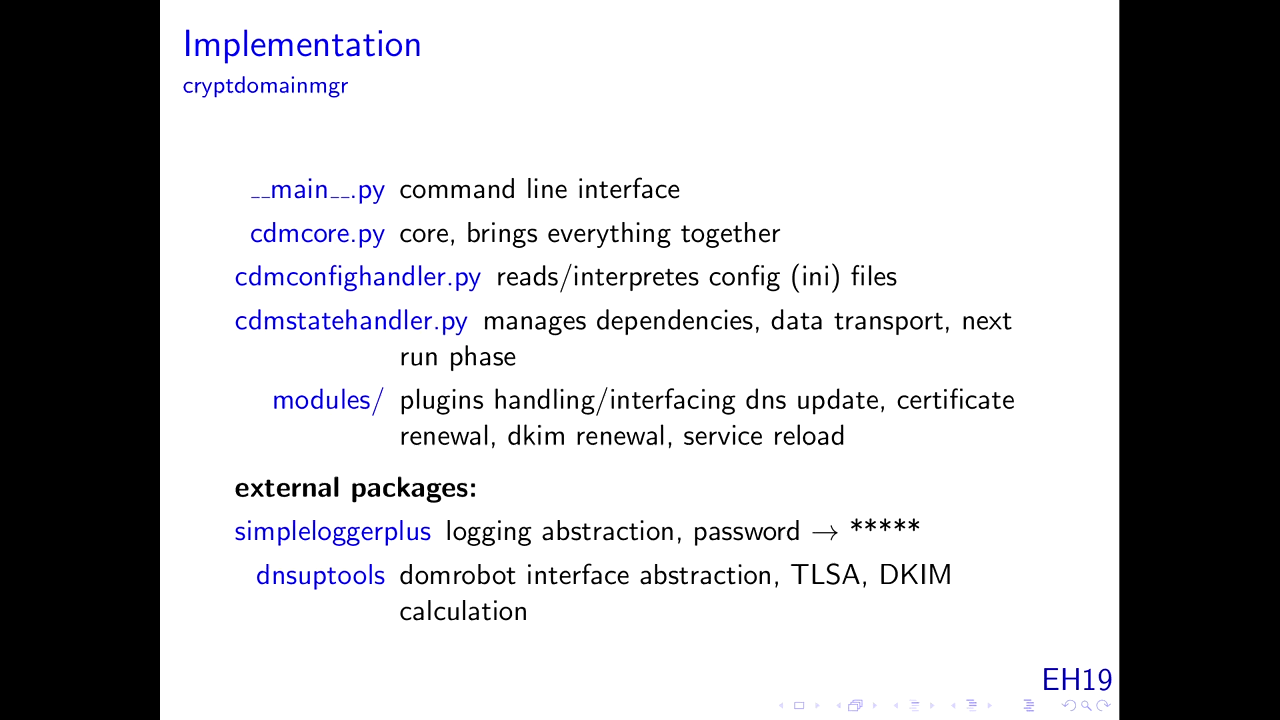 Implementation
cryptdomainmgr
__main__.py command line interface
cdmcore.py core, brings everything together
cdmconfighandler.py reads/interpretes config (ini) files
cdmstatehandler.py manages dependencies, data transport, next
run phase
modules/ plugins handling/interfacing dns update, certificate
renewal, dkim renewal, service reload
external packages:
simpleloggerplus logging abstraction, password → *****
dnsuptools domrobot interface abstraction, TLSA, DKIM
calculation
EH19